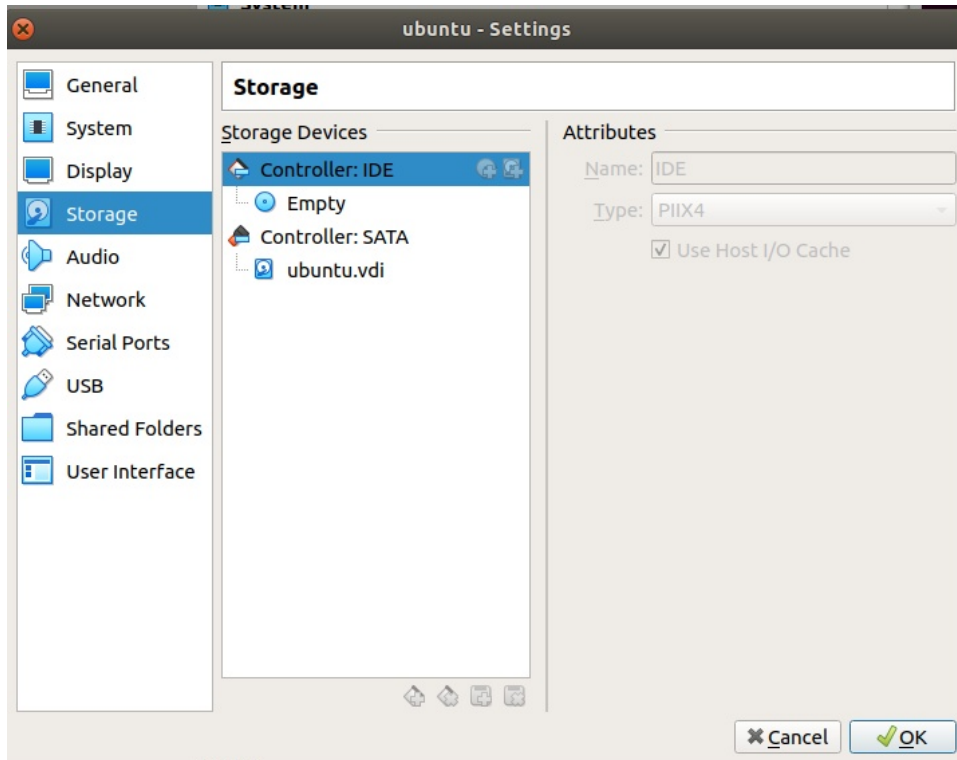 System
ubuntu - Settings
General
System
Display
Storage
Audio
Network
Serial Ports
USB
Shared Folders
User Interface
Storage
Storage Devices
Controller: IDE
Empty
Controller: SATA
ubuntu.vdi
Attributes
Name: IDE
Type: PIIX4
Use Host I/O Cache
Cancel OK